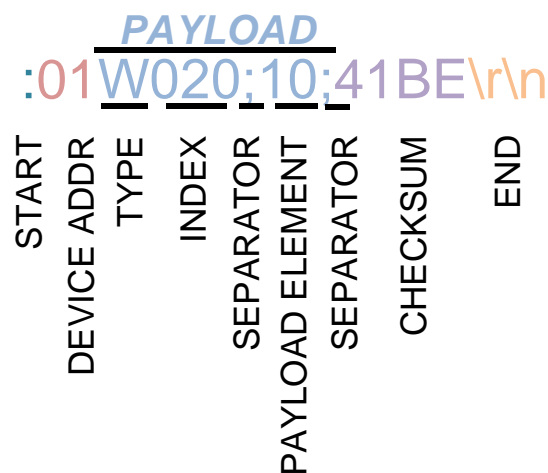 PAYLOAD
:01W020;10;41BE\r\n
START
DEVICE ADDR
TYPE
INDEX
SEPARATOR
PAYLOAD ELEMENT
SEPARATOR
CHECKSUM
END